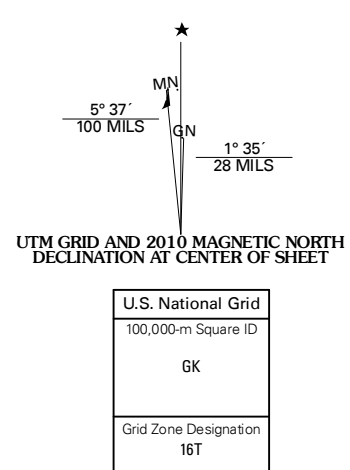 MN
5° 37´
100 MILS
GN
1° 35´
28 MILS
UTM GRID AND 2010 MAGNETIC NORTH
DECLINATION AT CENTER OF SHEET
U.S. National Grid
100,000-m Square ID
GK
Grid Zone Designation
16T